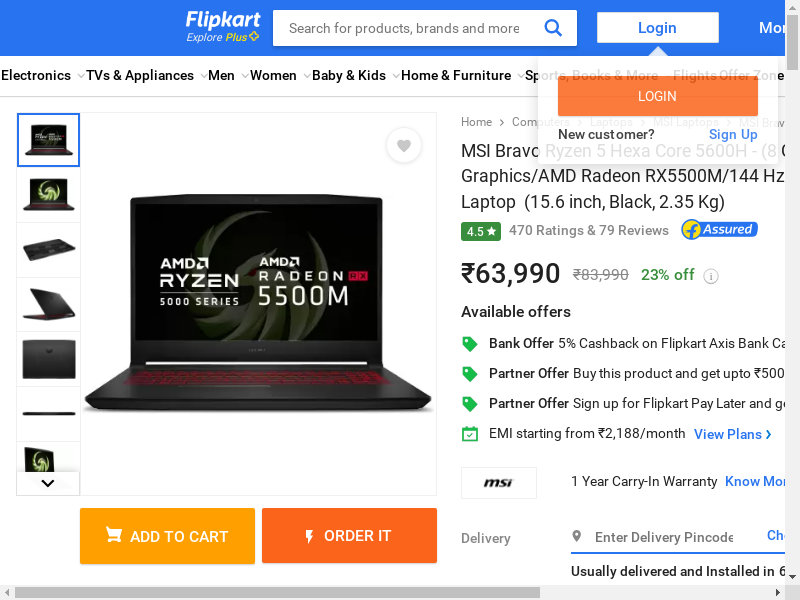 Flipkart
Explore Plus
Search for products, brands and more
Login
Mor
Electronics
TVs & Appliances
Men
Women
Baby & Kids
Home & Furniture
Sports, Books & More
Flights
Offer Zone
LOGIN
New customer?
Sign Up
Home
Computers
Laptops
MSI Laptops
MSI Brav
MSI Bravo Ryzen 5 Hexa Core 5600H - (8 G
Graphics/AMD Radeon RX5500M/144 Hz
Laptop (15.6 inch, Black, 2.35 Kg)
4.5
470 Ratings & 79 Reviews
Assured
₹63,990
₹83,990
23% off
i
Available offers
Bank Offer 5% Cashback on Flipkart Axis Bank Ca
Partner Offer Buy this product and get upto ₹500
Partner Offer Sign up for Flipkart Pay Later and ge
EMI starting from ₹2,188/month
View Plans
msi
1 Year Carry-In Warranty
Know Mor
Delivery
Enter Delivery Pincode
Che
Usually delivered and Installed in 6
AMD
RYZEN
5000 SERIES
AMD
RADEON RX
5500M
ADD TO CART
ORDER IT